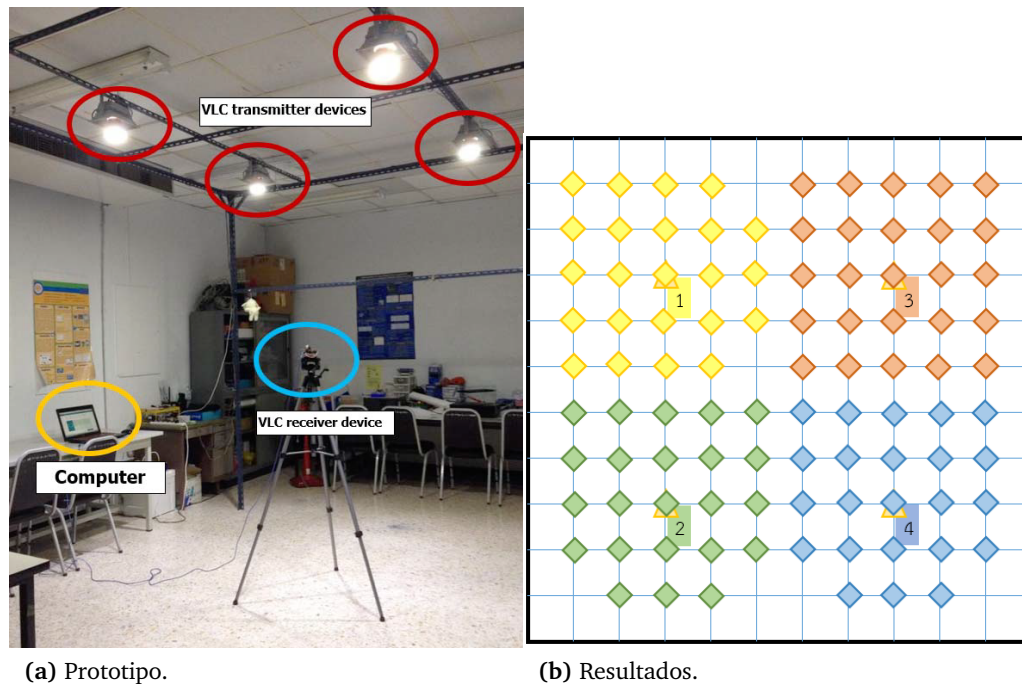 VLC transmitter devices
VLC receiver device
Computer
1
3
2
4
(a) Prototipo.
(b) Resultados.